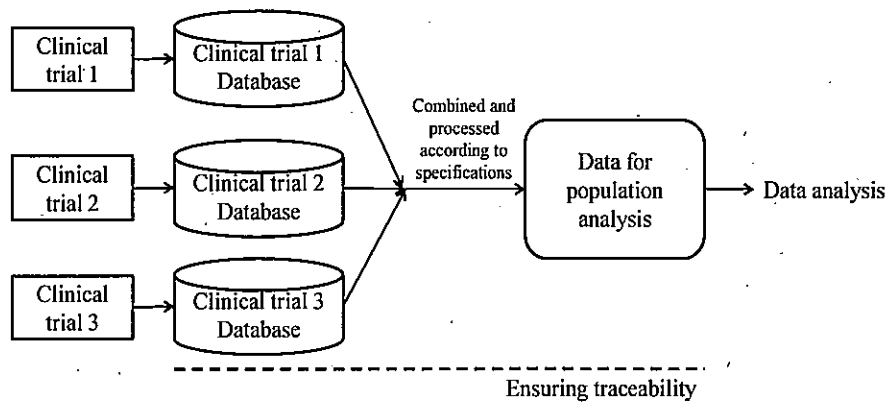 Clinical
trial 1
Clinical trial 1
Database
Combined and
processed
according to
specifications
Clinical
trial 2
Clinical trial 2
Database
Data for
population
analysis
Data analysis
Clinical
trial 3
Clinical trial 3
Database
Ensuring traceability